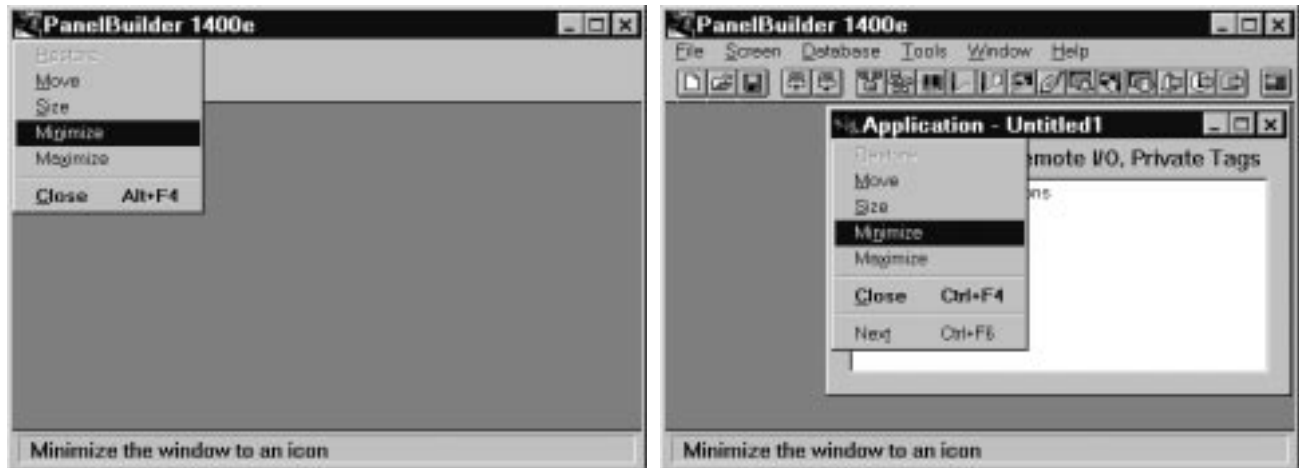 PanelBuilder 1400e
Restore
Move
Size
Minimize
Maximize
Close Alt+F4
Minimize the window to an icon
PanelBuilder 1400e
File Screen Database Tools Window Help
Application - Untitled1
Restore
emote I/O, Private Tags
Move
ons
Size
Minimize
Maximize
Close Ctrl+F4
Next Ctrl+F6
Minimize the window to an icon